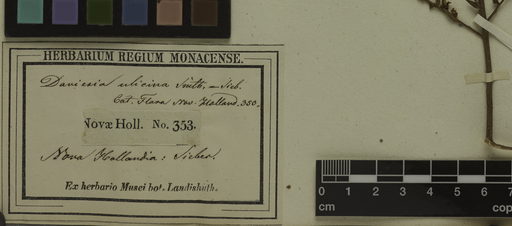 HERBARIUM REGIUM MONACENSE.
Daviesia ulicina Smith, – Sieb.
Cat. Flora Nov. Holland. 350.
Novæ Holl. No. 353.
Nova Hollandia: Sieber.
Ex herbario Musei bot. Landishuth.
0 1 2 3 4 5 6 7
cm cop